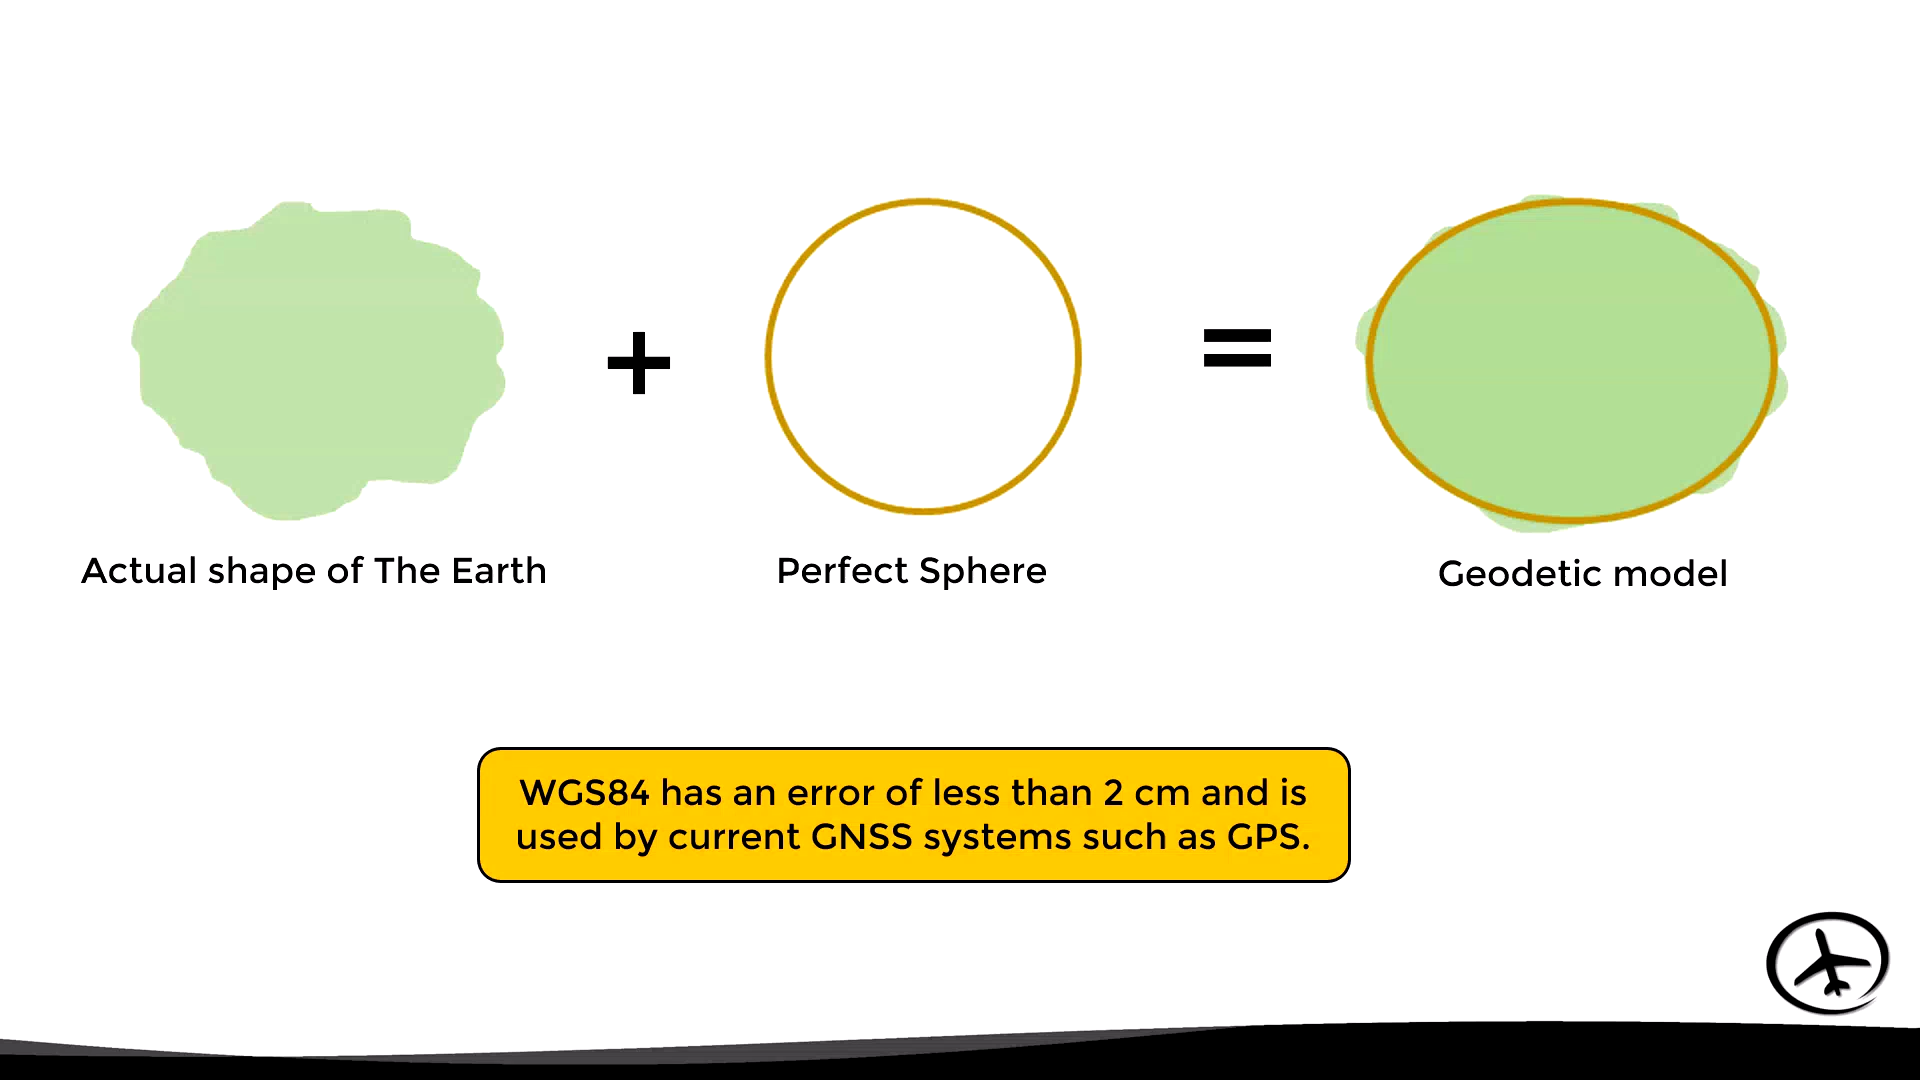 Actual shape of The Earth
Perfect Sphere
Geodetic model
WGS84 has an error of less than 2 cm and is
used by current GNSS systems such as GPS.